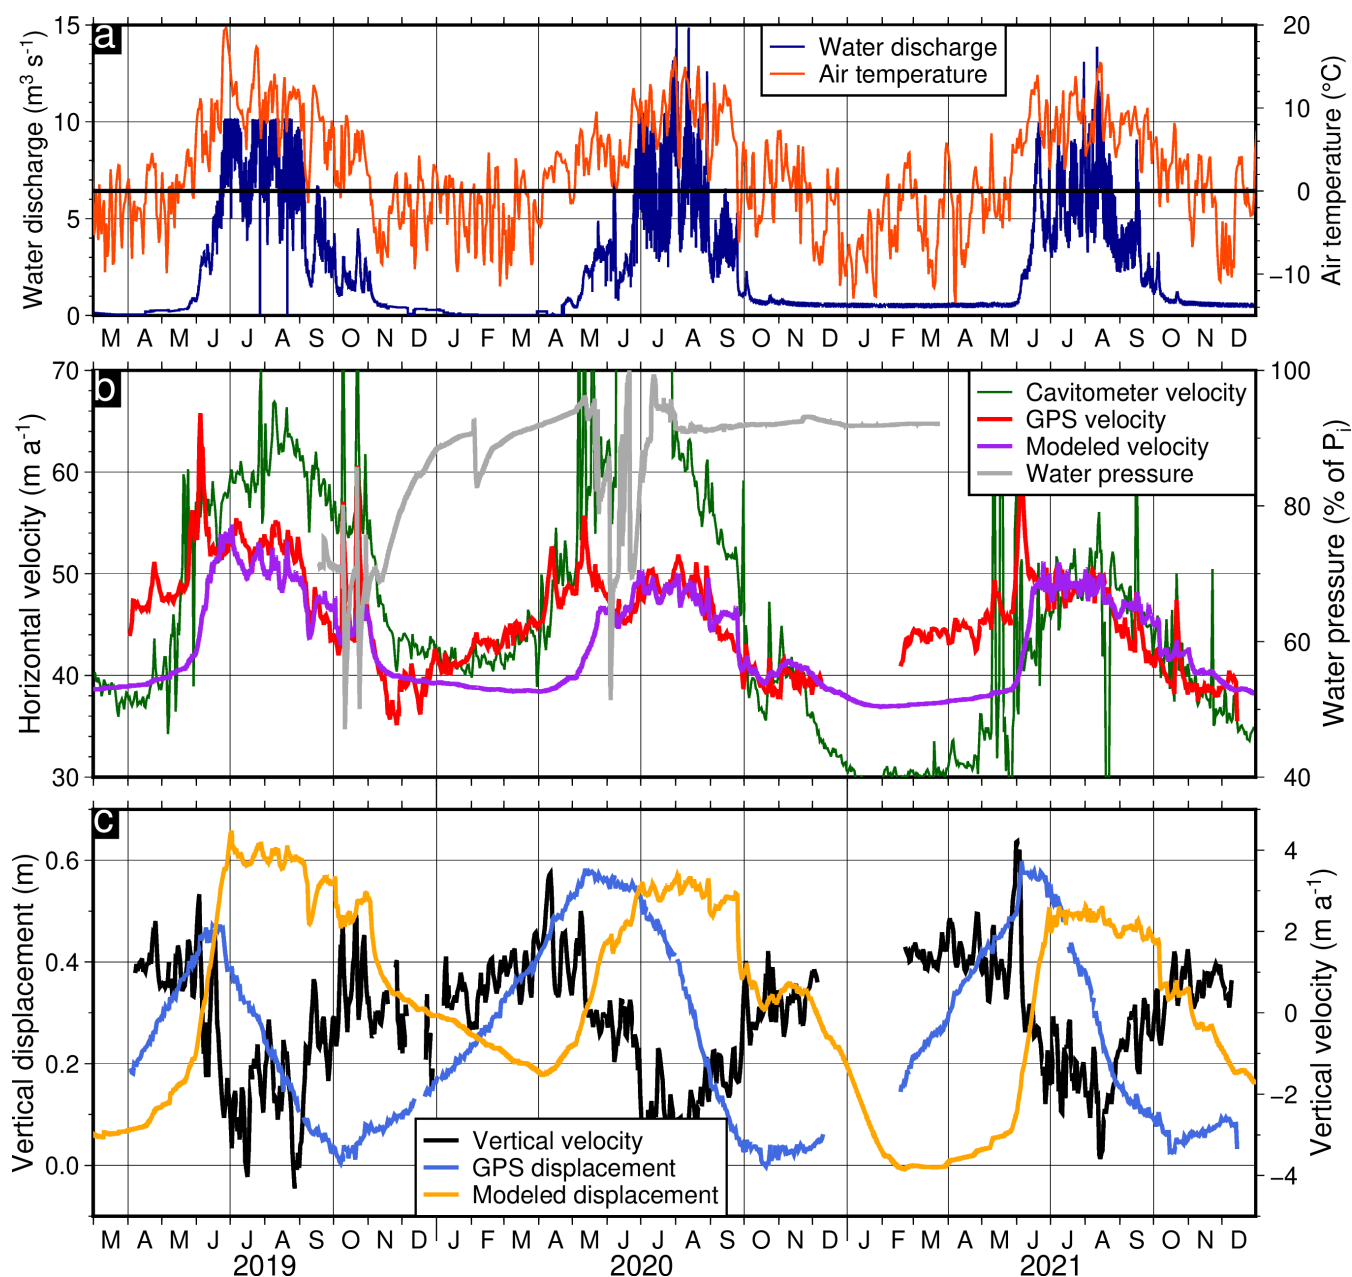 a
Water discharge (m³ s⁻¹)
15
10
5
0
Water discharge
Air temperature
20
10
0
−10
Air temperature (°C)
M A M J J A S O N D J F M A M J J A S O N D J F M A M J J A S O N D
b
Horizontal velocity (m a⁻¹)
70
60
50
40
30
Cavitometer velocity
GPS velocity
Modeled velocity
Water pressure
100
80
60
40
Water pressure (% of Pᵢ)
c
Vertical displacement (m)
0.6
0.4
0.2
0.0
Vertical velocity
GPS displacement
Modeled displacement
4
2
0
−2
−4
Vertical velocity (m a⁻¹)
M A M J J A S O N D J F M A M J J A S O N D J F M A M J J A S O N D
2019 2020 2021